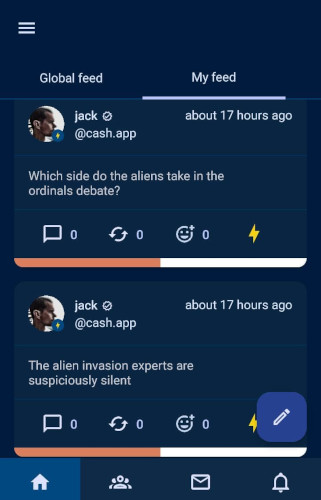 Global feed
My feed
jack
about 17 hours ago
@cash.app
Which side do the aliens take in the
ordinals debate?
0
0
0
jack
about 17 hours ago
@cash.app
The alien invasion experts are
suspiciously silent
0
0
0